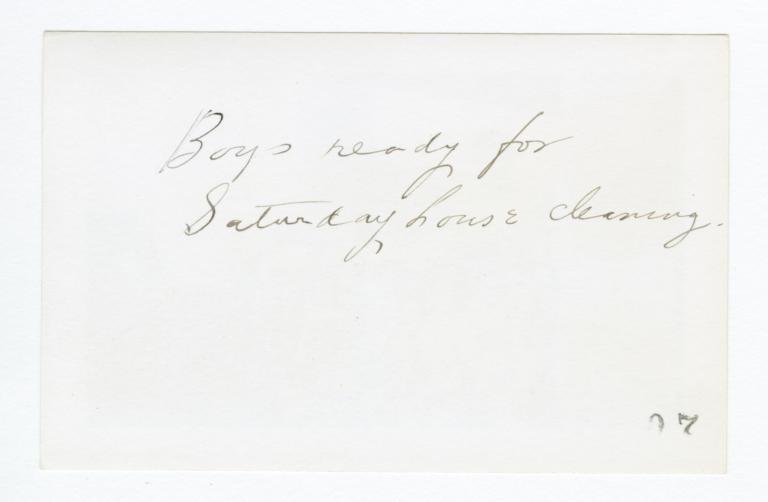 Boys ready for
Saturday house cleaning.